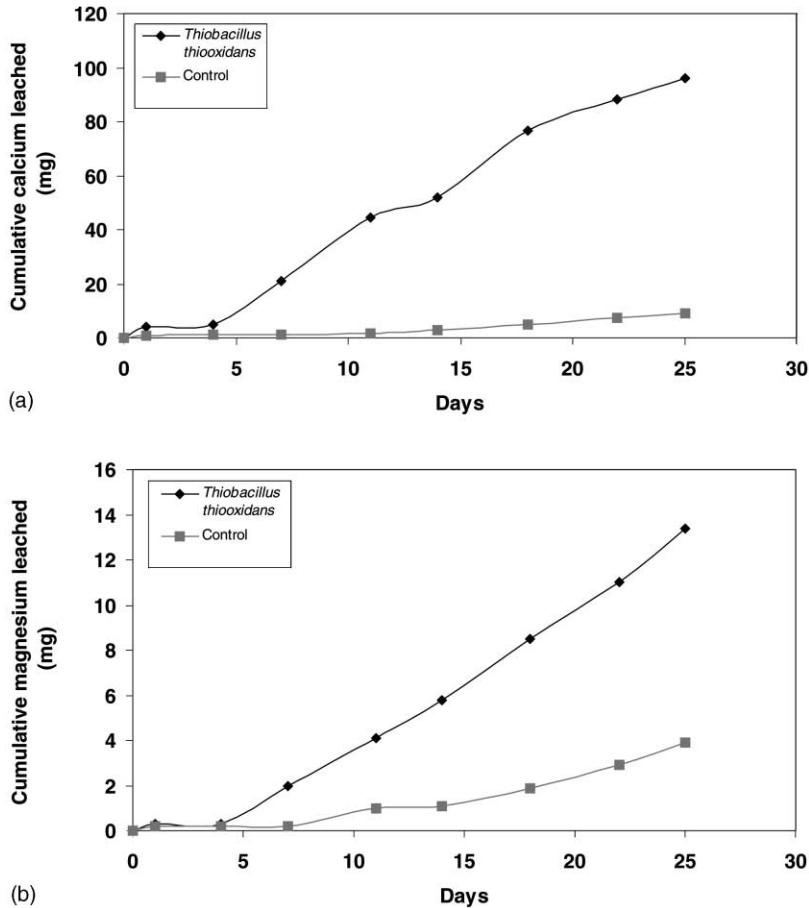 120
100
80
60
40
20
0
Cumulative calcium leached
(mg)
Thiobacillus
thiooxidans
Control
0 5 10 15 20 25 30
Days
(a)
16
14
12
10
8
6
4
2
0
Cumulative magnesium leached
(mg)
Thiobacillus
thiooxidans
Control
0 5 10 15 20 25 30
Days
(b)